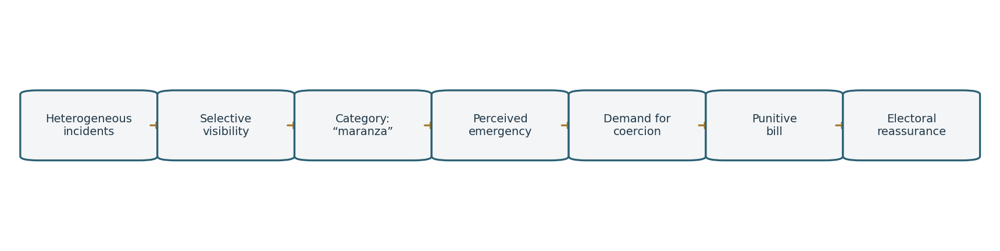 Heterogeneous
incidents
Selective
visibility
Category:
“maranza”
Perceived
emergency
Demand for
coercion
Punitive
bill
Electoral
reassurance